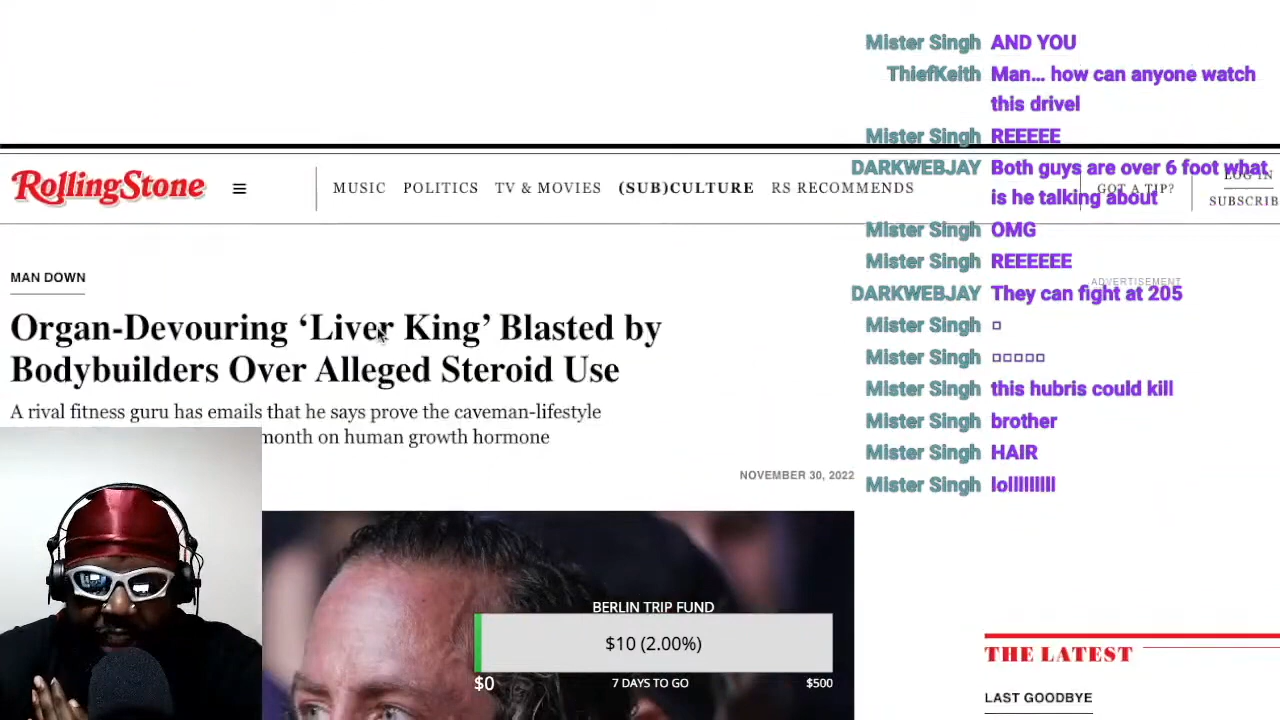 RollingStone
MUSIC POLITICS TV & MOVIES (SUB)CULTURE RS RECOMMENDS GOT A TIP? LOG IN
SUBSCRIB
MAN DOWN
Organ-Devouring ‘Liver King’ Blasted by
Bodybuilders Over Alleged Steroid Use
A rival fitness guru has emails that he says prove the caveman-lifestyle
month on human growth hormone
NOVEMBER 30, 2022
BERLIN TRIP FUND
$10 (2.00%)
$0 7 DAYS TO GO $500
Mister Singh AND YOU
ThiefKeith Man... how can anyone watch
this drivel
Mister Singh REEEEE
DARKWEBJAY Both guys are over 6 foot what
is he talking about
Mister Singh OMG
Mister Singh REEEEEE
ADVERTISEMENT
DARKWEBJAY They can fight at 205
Mister Singh
Mister Singh
Mister Singh this hubris could kill
Mister Singh brother
Mister Singh HAIR
Mister Singh lolllllllll
THE LATEST
LAST GOODBYE